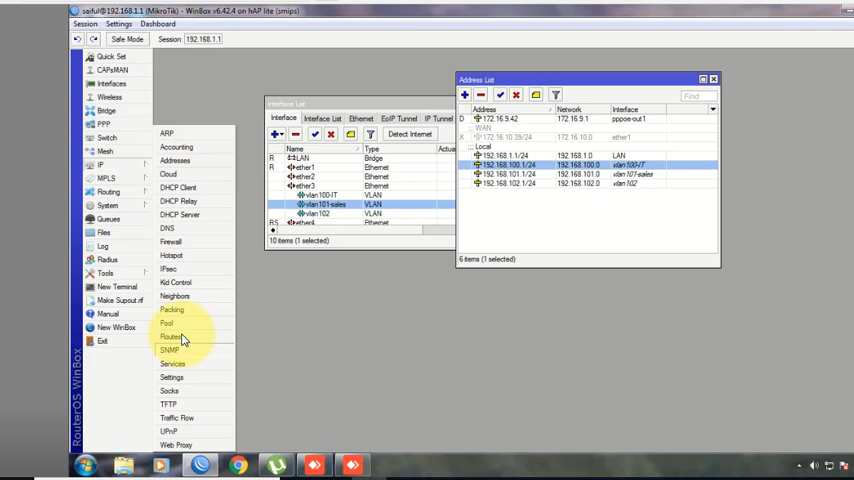 saiful@192.168.1.1 (MikroTik) - WinBox v6.42.4 on hAP lite (smips)
Session Settings Dashboard
Safe Mode Session: 192.168.1.1
Quick Set
CAPsMAN
Interfaces
Wireless
Bridge
PPP
Switch
Mesh
IP
MPLS
Routing
System
Queues
Files
Log
Radius
Tools
New Terminal
Make Supout.rif
Manual
New WinBox
Exit
RouterOS WinBox
ARP
Accounting
Addresses
Cloud
DHCP Client
DHCP Relay
DHCP Server
DNS
Firewall
Hotspot
IPsec
Kid Control
Neighbors
Packing
Pool
Routes
SNMP
Services
Settings
Socks
TFTP
Traffic Flow
UPnP
Web Proxy
Interface List
Interface Interface List Ethernet EoIP Tunnel IP Tunnel
Detect Internet
Name Type Actua
R LAN Bridge
R ether1 Ethernet
ether2 Ethernet
ether3 Ethernet
vlan100-IT VLAN
vlan101-sales VLAN
vlan102 VLAN
RS ether4 Ethernet
10 items (1 selected)
Address List
Find
Address Network Interface
D 172.16.9.42 172.16.9.1 pppoe-out1
::: WAN
X 172.16.10.39/24 172.16.10.0 ether1
::: Local
192.168.1.1/24 192.168.1.0 LAN
192.168.100.1/24 192.168.100.0 vlan100-IT
192.168.101.1/24 192.168.101.0 vlan101-sales
192.168.102.1/24 192.168.102.0 vlan102
6 items (1 selected)